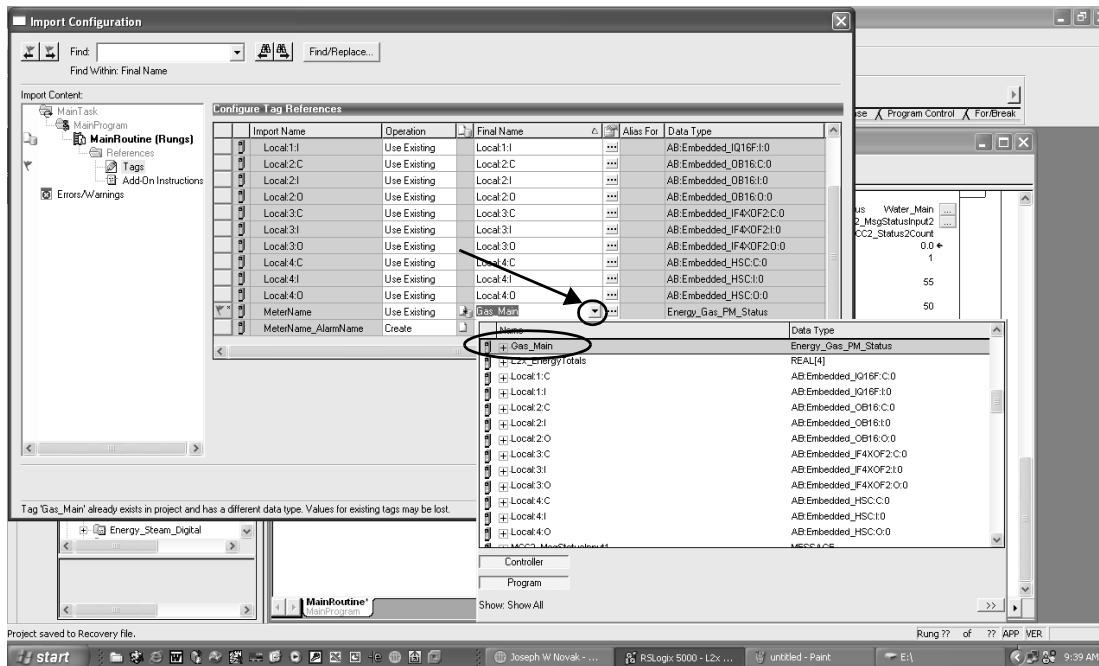 Import Configuration
Find:
Find/Replace...
Find Within: Final Name
Import Content:
MainTask
MainProgram
MainRoutine (Rungs)
References
Tags
Add-On Instructions
Errors/Warnings
Configure Tag References
Import Name Operation Final Name Alias For Data Type
Local:1:I Use Existing Local:1:I AB:Embedded_IQ16F:I:0
Local:2:C Use Existing Local:2:C AB:Embedded_OB16:C:0
Local:2:I Use Existing Local:2:I AB:Embedded_OB16:I:0
Local:2:O Use Existing Local:2:O AB:Embedded_OB16:O:0
Local:3:C Use Existing Local:3:C AB:Embedded_IF4XOF2:C:0
Local:3:I Use Existing Local:3:I AB:Embedded_IF4XOF2:I:0
Local:3:O Use Existing Local:3:O AB:Embedded_IF4XOF2:O:0
Local:4:C Use Existing Local:4:C AB:Embedded_HSC:C:0
Local:4:I Use Existing Local:4:I AB:Embedded_HSC:I:0
Local:4:O Use Existing Local:4:O AB:Embedded_HSC:O:0
MeterName Use Existing Gas_Main Energy_Gas_PM_Status
MeterName_AlarmName Create
Name Data Type
Gas_Main Energy_Gas_PM_Status
L2x_EnergyTotals REAL[4]
Local:1:C AB:Embedded_IQ16F:C:0
Local:1:I AB:Embedded_IQ16F:I:0
Local:2:C AB:Embedded_OB16:C:0
Local:2:I AB:Embedded_OB16:I:0
Local:2:O AB:Embedded_OB16:O:0
Local:3:C AB:Embedded_IF4XOF2:C:0
Local:3:I AB:Embedded_IF4XOF2:I:0
Local:3:O AB:Embedded_IF4XOF2:O:0
Local:4:C AB:Embedded_HSC:C:0
Local:4:I AB:Embedded_HSC:I:0
Local:4:O AB:Embedded_HSC:O:0
MCC2_MsgStatusInput1 MESSAGE
Controller
Program
Show: Show All
>>
Tag 'Gas_Main' already exists in project and has a different data type. Values for existing tags may be lost.
se Program Control For/Break
us Water_Main
2_MsgStatusInput2
CC2_Status2Count
0.0
1
55
50
Energy_Steam_Digital
MainRoutine*
MainProgram
Project saved to Recovery file.
Rung ?? of ?? APP VER
start
Joseph W Novak - ...
RSLogix 5000 - L2x ...
untitled - Paint
E:\
9:39 AM